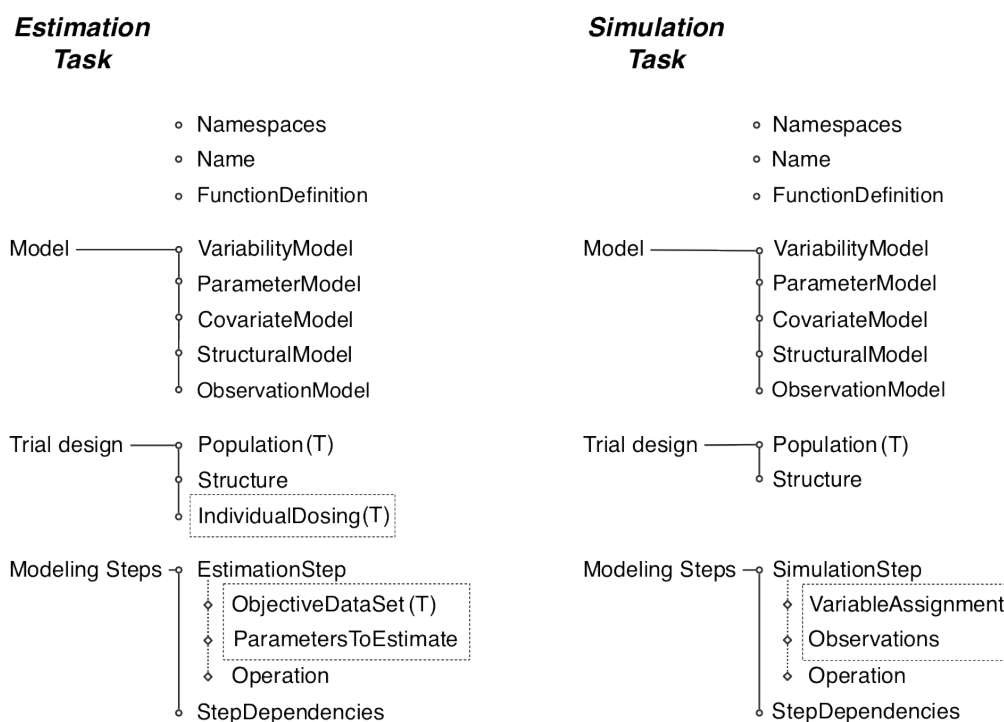 Estimation
Task
Namespaces
Name
FunctionDefinition
Model
VariabilityModel
ParameterModel
CovariateModel
StructuralModel
ObservationModel
Trial design
Population (T)
Structure
IndividualDosing (T)
Modeling Steps
EstimationStep
ObjectiveDataSet (T)
ParametersToEstimate
Operation
StepDependencies
Simulation
Task
Namespaces
Name
FunctionDefinition
Model
VariabilityModel
ParameterModel
CovariateModel
StructuralModel
ObservationModel
Trial design
Population (T)
Structure
Modeling Steps
SimulationStep
VariableAssignment
Observations
Operation
StepDependencies